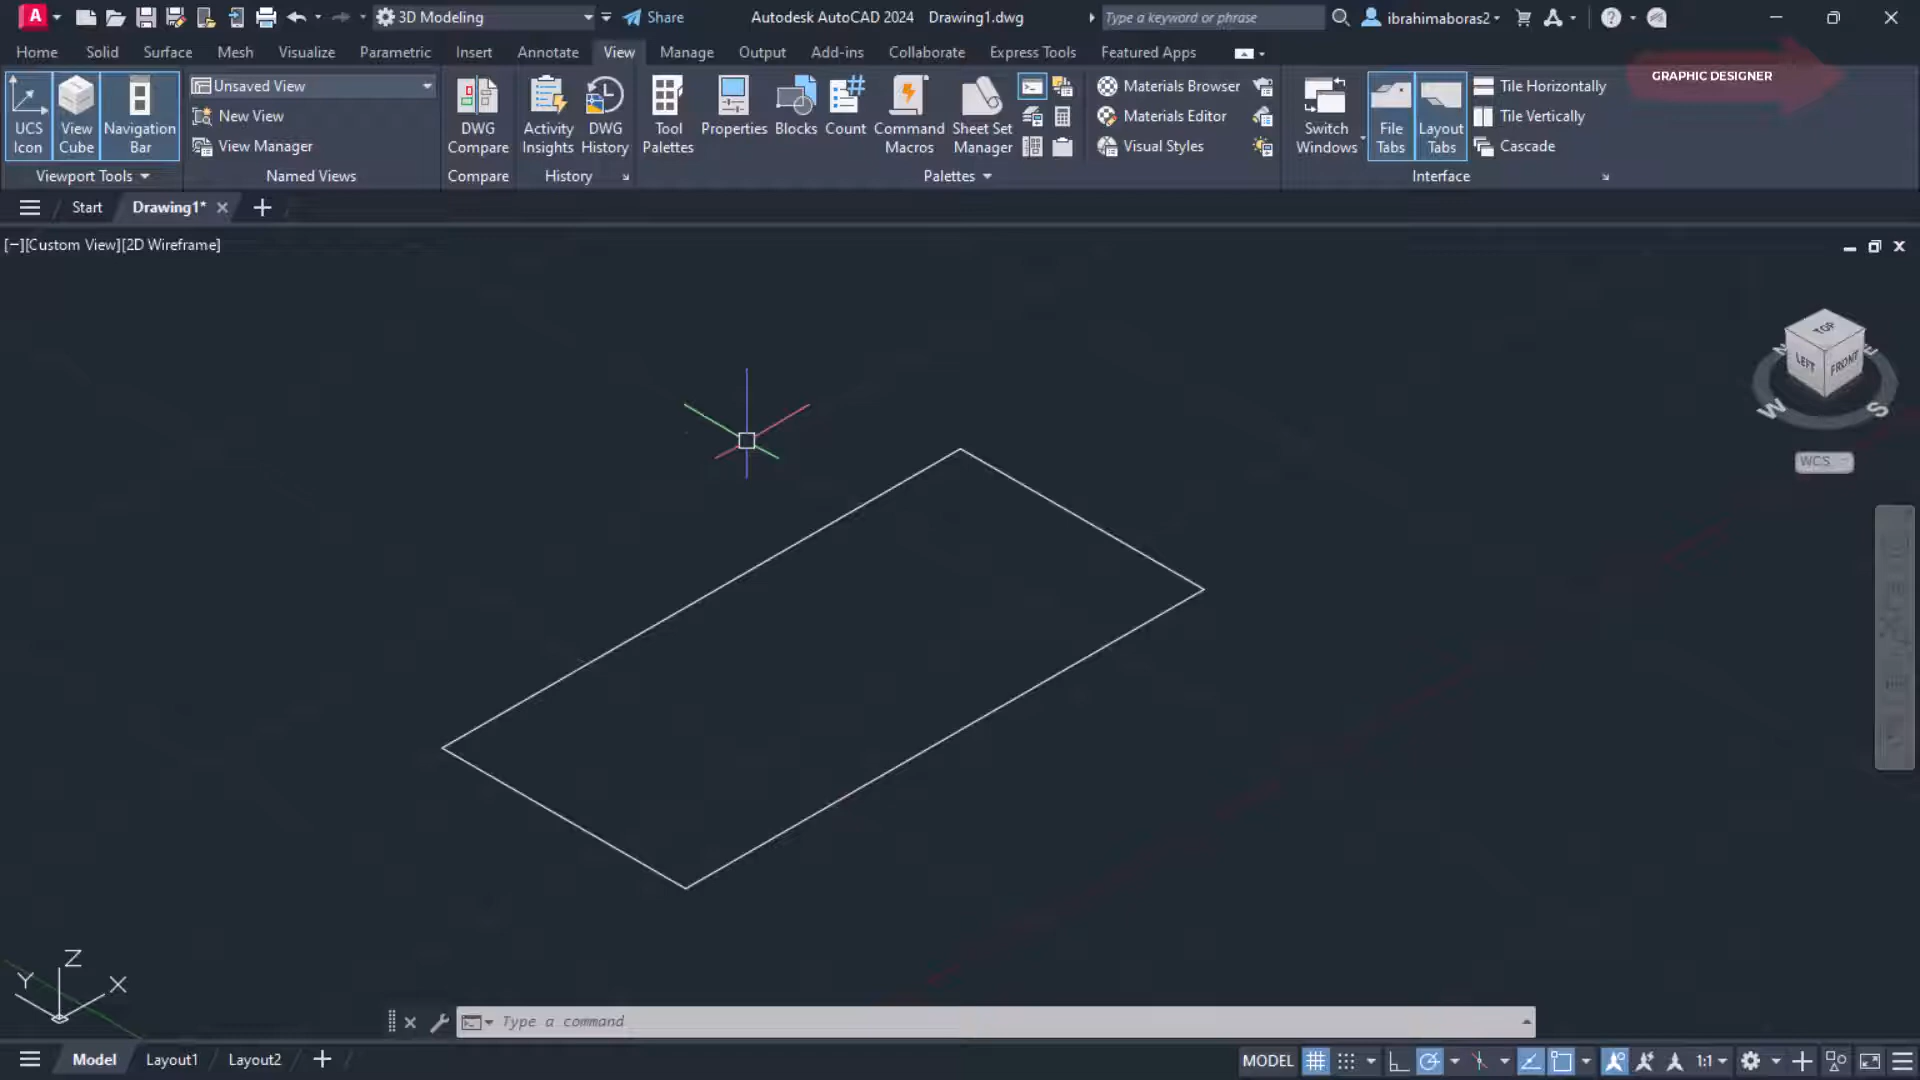 A 3D Modeling Share Autodesk AutoCAD 2024 Drawing1.dwg Type a keyword or phrase ibrahimaboras2
Home Solid Surface Mesh Visualize Parametric Insert Annotate View Manage Output Add-ins Collaborate Express Tools Featured Apps
GRAPHIC DESIGNER
UCS Icon
View Cube
Navigation Bar
Unsaved View
New View
View Manager
DWG Compare
Activity Insights
DWG History
Tool Palettes
Properties
Blocks
Count
Command Macros
Sheet Set Manager
Materials Browser
Materials Editor
Visual Styles
Switch Windows
File Tabs
Layout Tabs
Tile Horizontally
Tile Vertically
Cascade
Viewport Tools Named Views Compare History Palettes Interface
Start Drawing1*
[−][Custom View][2D Wireframe]
TOP
LEFT FRONT
N E
W S
WCS
Z
Y X
Type a command
Model Layout1 Layout2 MODEL 1:1